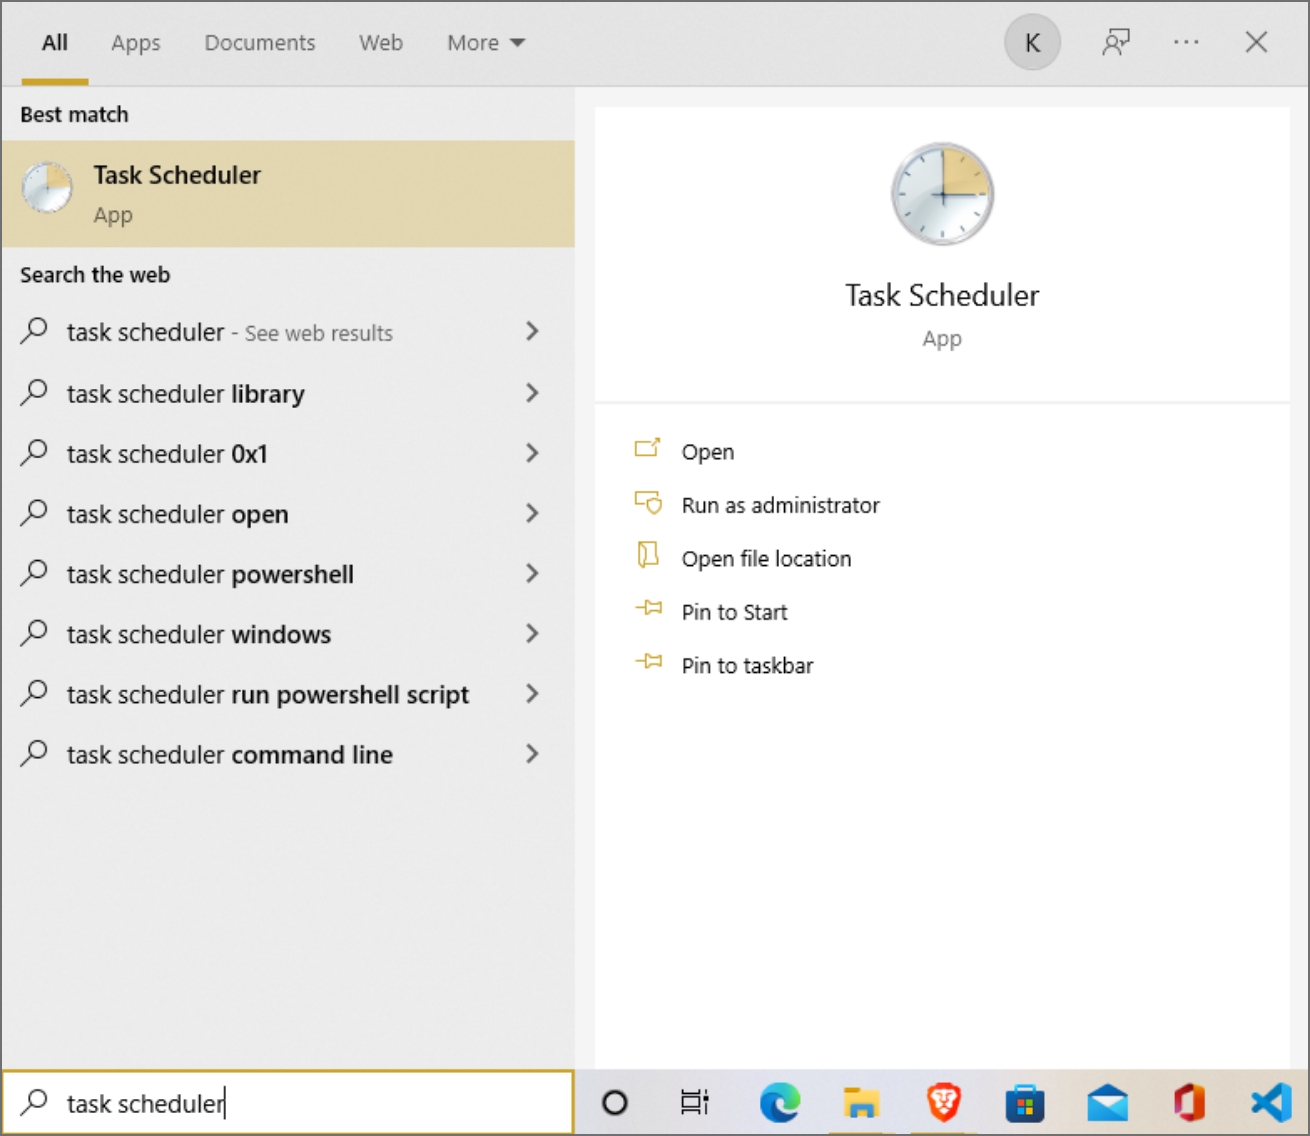 All Apps Documents Web More K
Best match
Task Scheduler
App
Search the web
task scheduler - See web results
task scheduler library
task scheduler 0x1
task scheduler open
task scheduler powershell
task scheduler windows
task scheduler run powershell script
task scheduler command line
Task Scheduler
App
Open
Run as administrator
Open file location
Pin to Start
Pin to taskbar
task scheduler